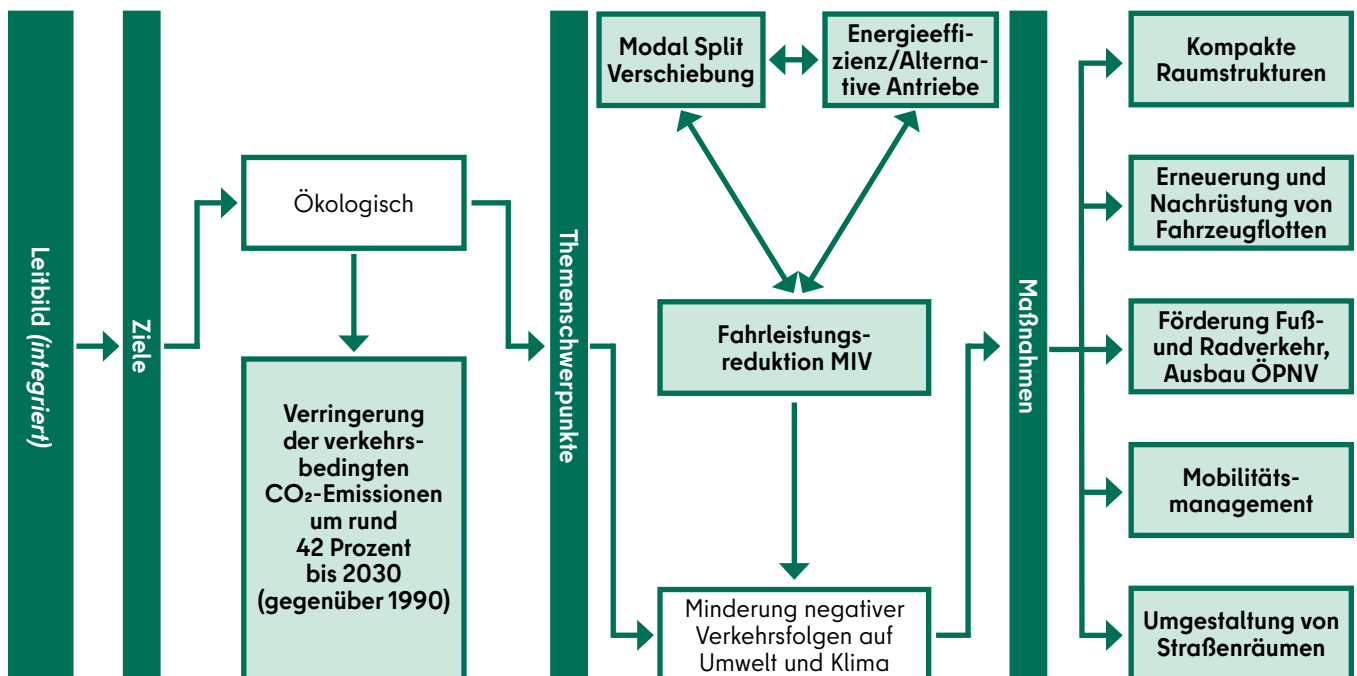 Leitbild (integriert)
Ziele
Ökologisch
Verringerung
der verkehrs-
bedingten
CO₂-Emissionen
um rund
42 Prozent
bis 2030
(gegenüber 1990)
Themenschwerpunkte
Modal Split
Verschiebung
Energieeffi-
zienz/Alterna-
tive Antriebe
Fahrleistungs-
reduktion MIV
Minderung negativer
Verkehrsfolgen auf
Umwelt und Klima
Maßnahmen
Kompakte
Raumstrukturen
Erneuerung und
Nachrüstung von
Fahrzeugflotten
Förderung Fuß-
und Radverkehr,
Ausbau ÖPNV
Mobilitäts-
management
Umgestaltung von
Straßenräumen